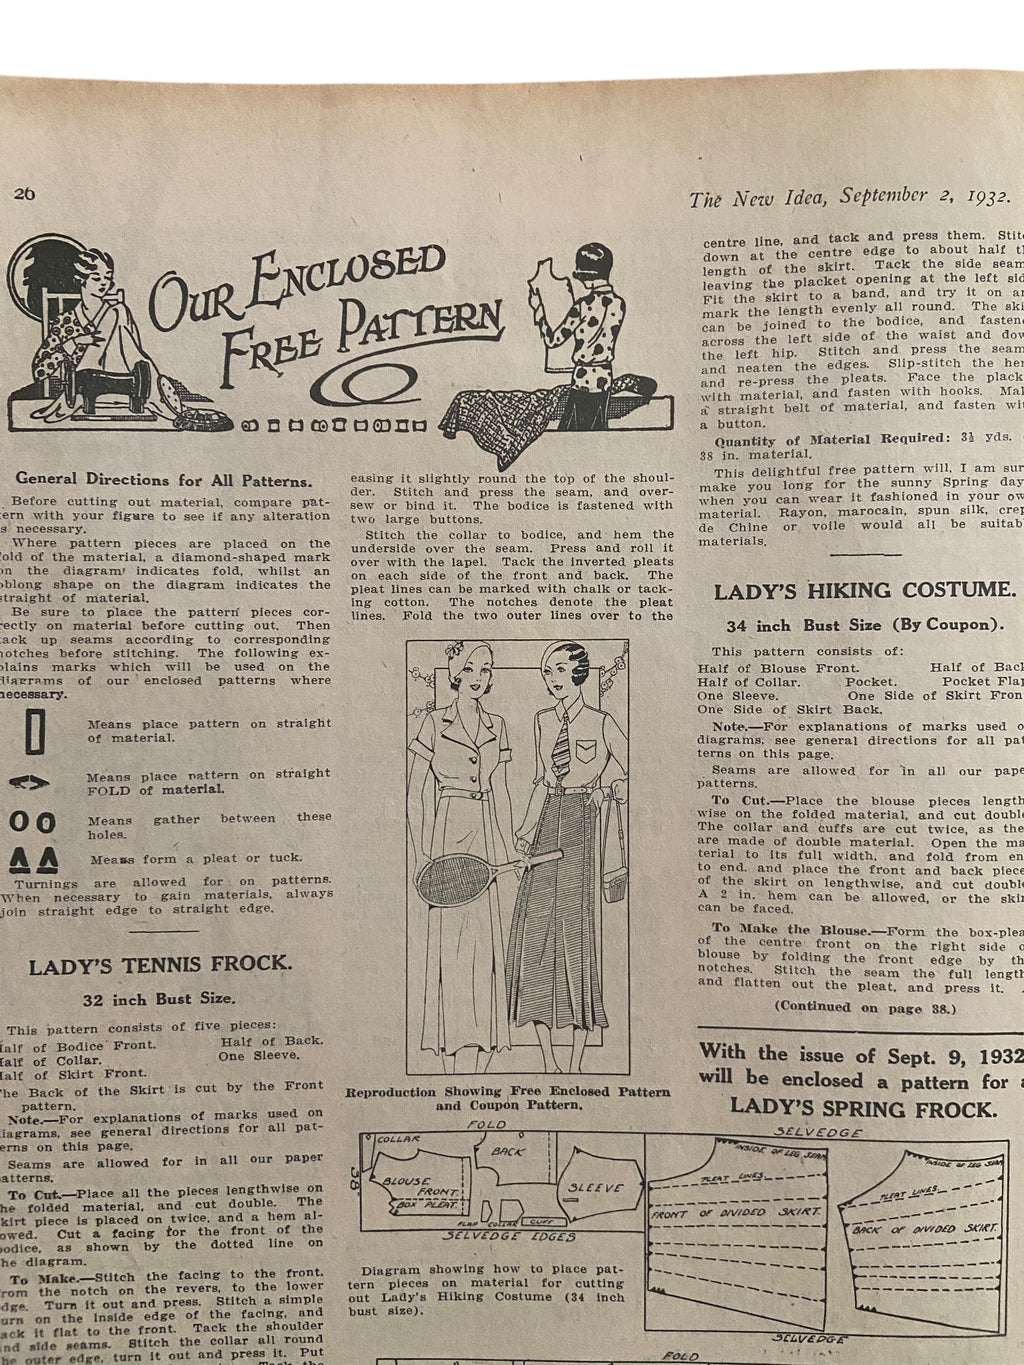 26
The New Idea, September 2, 1932.
OUR ENCLOSED
FREE PATTERN
General Directions for All Patterns.
Before cutting out material, compare pat-
tern with your figure to see if any alteration
is necessary.
Where pattern pieces are placed on the
fold of the material, a diamond-shaped mark
on the diagram indicates fold, whilst an
oblong shape on the diagram indicates the
straight of material.
Be sure to place the pattern pieces cor-
rectly on material before cutting out. Then
tack up seams according to corresponding
notches before stitching. The following ex-
plains marks which will be used on the
diagrams of our enclosed patterns where
necessary.
Means place pattern on straight
of material.
Means place pattern on straight
FOLD of material.
Means gather between these
holes.
Means form a pleat or tuck.
Turnings are allowed for on patterns.
When necessary to gain materials, always
join straight edge to straight edge.
LADY'S TENNIS FROCK.
32 inch Bust Size.
This pattern consists of five pieces:
Half of Bodice Front. Half of Back.
Half of Collar. One Sleeve.
Half of Skirt Front.
The Back of the Skirt is cut by the Front
pattern.
Note.—For explanations of marks used on
diagrams, see general directions for all pat-
terns on this page.
Seams are allowed for in all our paper
patterns.
To Cut.—Place all the pieces lengthwise on
the folded material, and cut double. The
skirt piece is placed on twice, and a hem al-
lowed. Cut a facing for the front of the
bodice, as shown by the dotted line on
the diagram.
To Make.—Stitch the facing to the front,
from the notch on the revers, to the lower
edge. Turn it out and press. Stitch a simple
turn on the inside edge of the facing, and
tack it flat to the front. Tack the shoulder
and side seams. Stitch the collar all round
the outer edge, turn it out and press it. Put
Tack the
easing it slightly round the top of the shoul-
der. Stitch and press the seam, and over-
sew or bind it. The bodice is fastened with
two large buttons.
Stitch the collar to bodice, and hem the
underside over the seam. Press and roll it
over with the lapel. Tack the inverted pleats
on each side of the front and back. The
pleat lines can be marked with chalk or tack-
ing cotton. The notches denote the pleat
lines. Fold the two outer lines over to the
Reproduction Showing Free Enclosed Pattern
and Coupon Pattern.
FOLD
COLLAR
BACK
BLOUSE
FRONT.
BOX PLEAT.
SLEEVE
38"
FLAP COLLAR CUFF
SELVEDGE EDGES
SELVEDGE
INSIDE OF LEG SEAM
PLEAT LINES.
FRONT OF DIVIDED SKIRT.
INSIDE OF LEG SEAM
PLEAT LINES
BACK OF DIVIDED SKIRT.
SELVEDGE
Diagram showing how to place pat-
tern pieces on material for cutting
out Lady's Hiking Costume (34 inch
bust size).
FOLD
centre line, and tack and press them. Stitc
down at the centre edge to about half t
length of the skirt. Tack the side seam
leaving the placket opening at the left sid
Fit the skirt to a band, and try it on an
mark the length evenly all round. The ski
can be joined to the bodice, and fastene
across the left side of the waist and dow
the left hip. Stitch and press the seam
and neaten the edges. Slip-stitch the hem
and re-press the pleats. Face the plack
with material, and fasten with hooks. Mak
a straight belt of material, and fasten wit
a button.
Quantity of Material Required: 3½ yds.
38 in. material.
This delightful free pattern will, I am sur
make you long for the sunny Spring day
when you can wear it fashioned in your ow
material. Rayon, marocain, spun silk, crep
de Chine or voile would all be suitab
materials.
LADY'S HIKING COSTUME.
34 inch Bust Size (By Coupon).
This pattern consists of:
Half of Blouse Front. Half of Back
Half of Collar. Pocket. Pocket Flap
One Sleeve. One Side of Skirt Fron
One Side of Skirt Back.
Note.—For explanations of marks used o
diagrams, see general directions for all pat
terns on this page.
Seams are allowed for in all our pape
patterns.
To Cut.—Place the blouse pieces length
wise on the folded material, and cut doubl
The collar and cuffs are cut twice, as the
are made of double material. Open the ma
terial to its full width, and fold from en
to end, and place the front and back piece
of the skirt on lengthwise, and cut doubl
A 2 in. hem can be allowed, or the skir
can be faced.
To Make the Blouse.—Form the box-plea
of the centre front on the right side o
blouse by folding the front edge by th
notches. Stitch the seam the full length
and flatten out the pleat, and press it.
(Continued on page 38.)
With the issue of Sept. 9, 1932
will be enclosed a pattern for a
LADY'S SPRING FROCK.